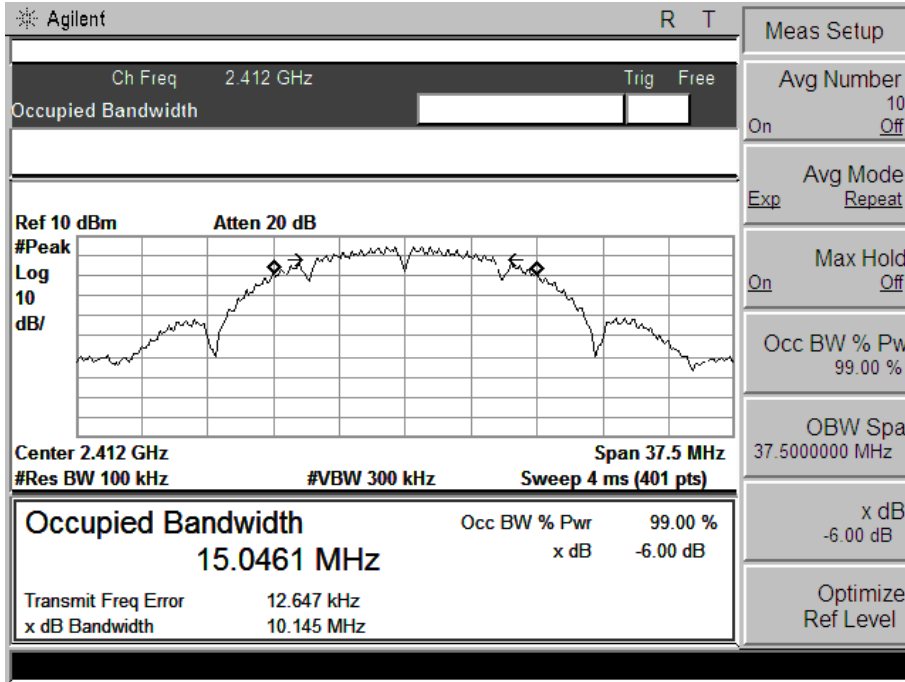 Agilent R T
Ch Freq 2.412 GHz Trig Free
Occupied Bandwidth
Ref 10 dBm Atten 20 dB
#Peak
Log
10
dB/
Center 2.412 GHz Span 37.5 MHz
#Res BW 100 kHz #VBW 300 kHz Sweep 4 ms (401 pts)
Occupied Bandwidth Occ BW % Pwr 99.00 %
15.0461 MHz x dB -6.00 dB
Transmit Freq Error 12.647 kHz
x dB Bandwidth 10.145 MHz
Meas Setup
Avg Number
10
On Off
Avg Mode
Exp Repeat
Max Hold
On Off
Occ BW % Pw
99.00 %
OBW Spa
37.5000000 MHz
x dB
-6.00 dB
Optimize
Ref Level